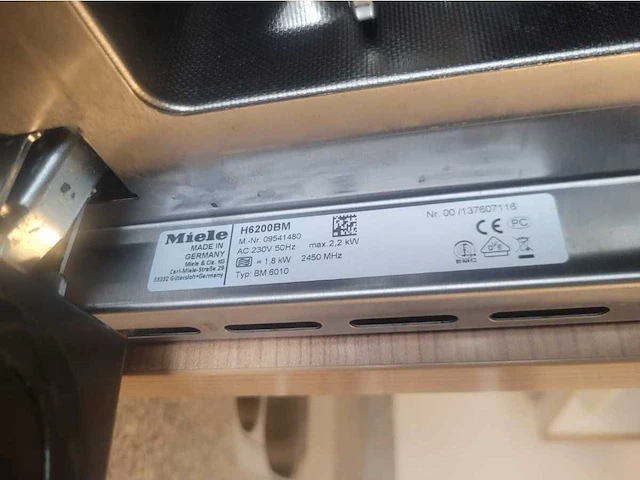 Miele
MADE IN
GERMANY
Miele & Cie. KG
Carl-Miele-Straße 29
33332 Gütersloh•Germany
H6200BM
M.-Nr. 09541480
AC 230V 50Hz max.2,2 kW
= 1,8 kW 2450 MHz
Typ: BM 6010
Nr. 00 /137607116
CE PC
EMC